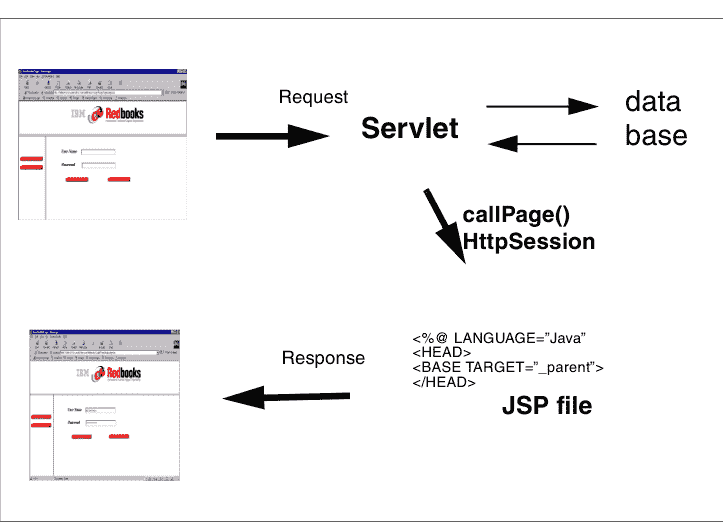 IBM Redbooks
User Name
Password
Request
Servlet
data
base
callPage()
HttpSession
IBM Redbooks
User Name
Password
Response
<%@ LANGUAGE="Java"
<HEAD>
<BASE TARGET="_parent">
</HEAD>
JSP file